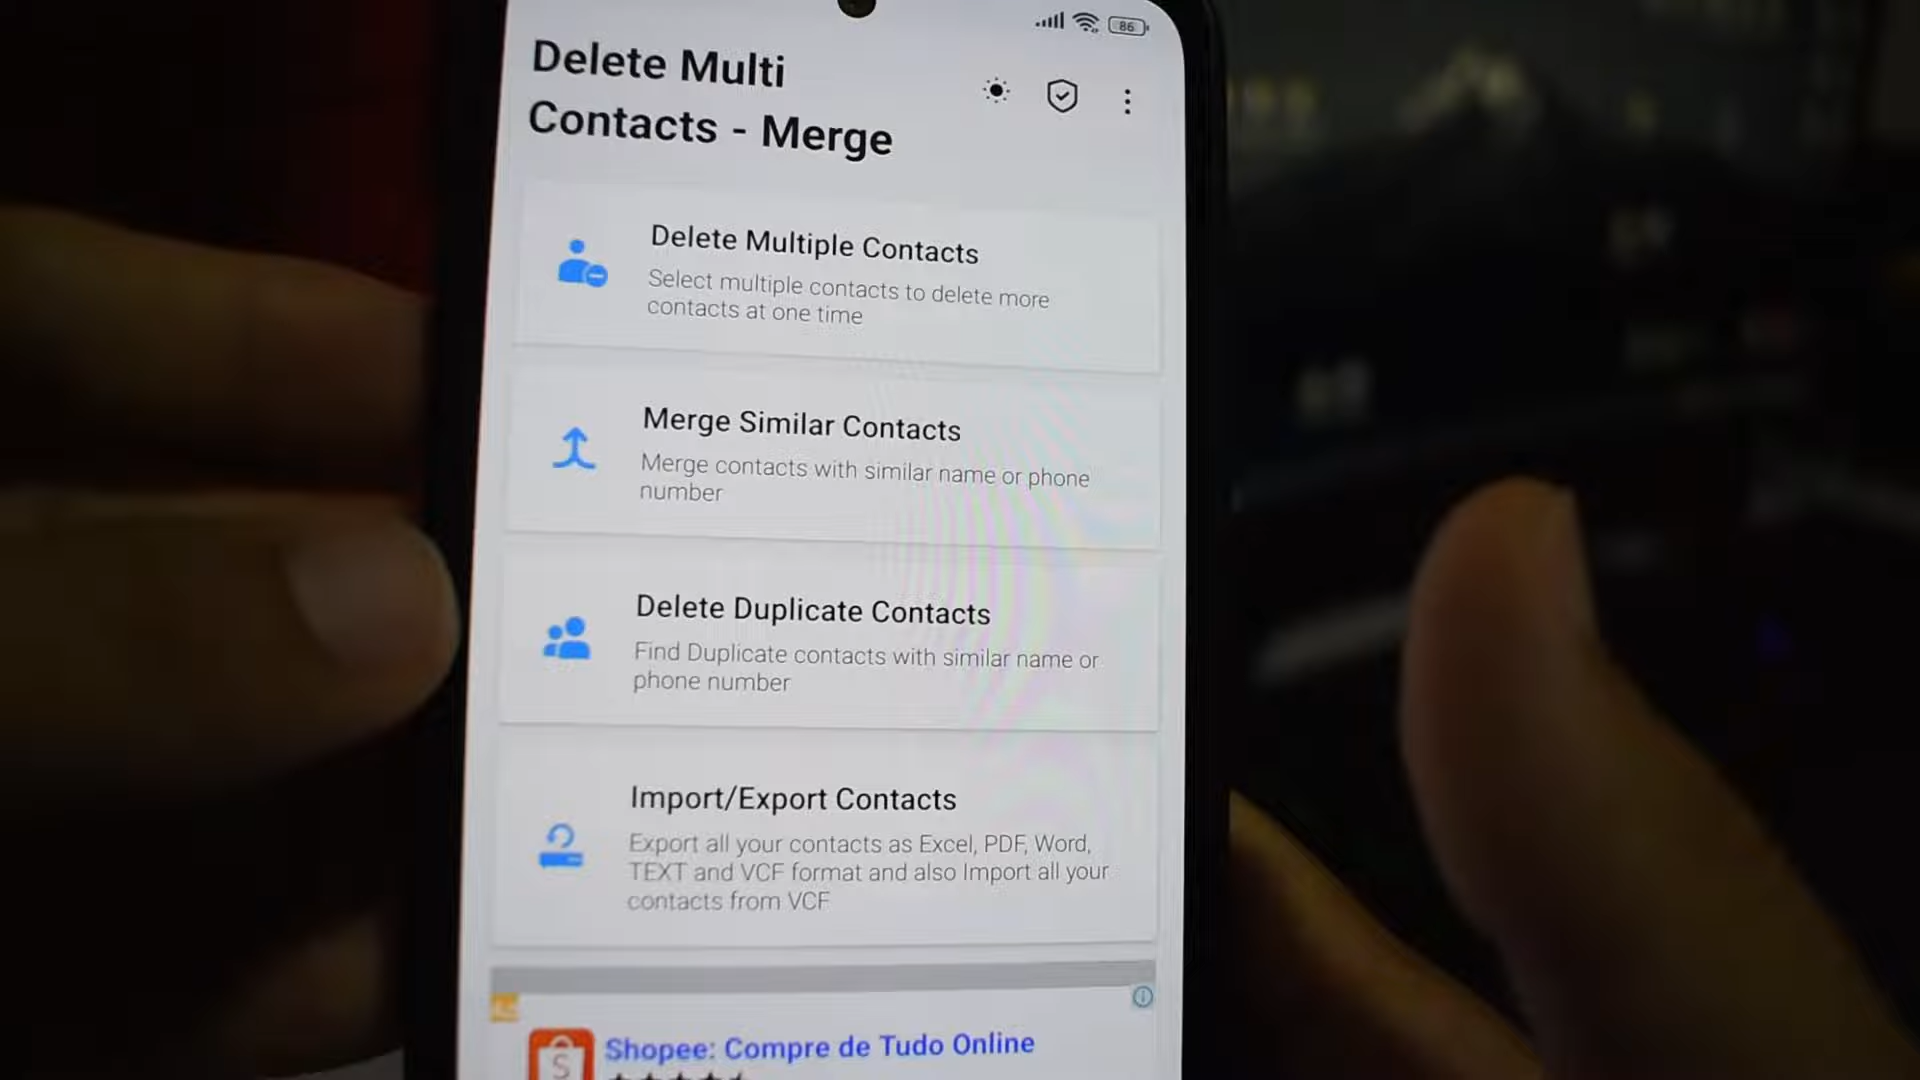 86
Delete Multi
Contacts - Merge
Delete Multiple Contacts
Select multiple contacts to delete more
contacts at one time
Merge Similar Contacts
Merge contacts with similar name or phone
number
Delete Duplicate Contacts
Find Duplicate contacts with similar name or
phone number
Import/Export Contacts
Export all your contacts as Excel, PDF, Word,
TEXT and VCF format and also Import all your
contacts from VCF
Shopee: Compre de Tudo Online